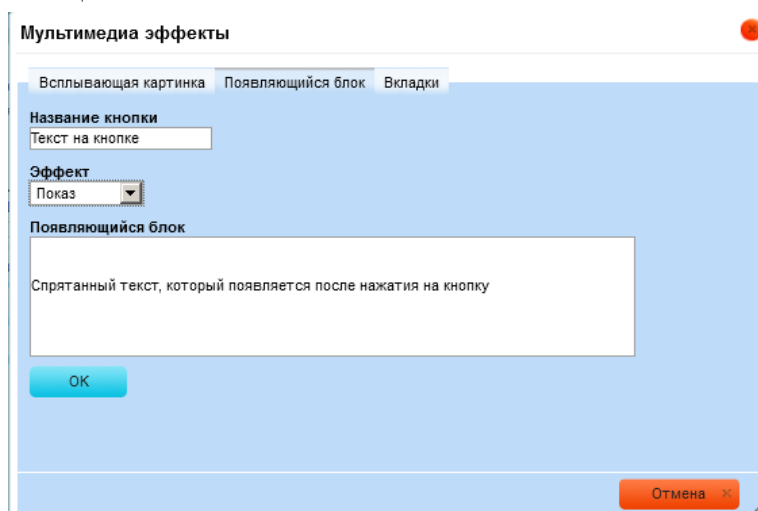 Мультимедиа эффекты
Всплывающая картинка Появляющийся блок Вкладки
Название кнопки
Текст на кнопке
Эффект
Показ
Появляющийся блок
Спрятанный текст, который появляется после нажатия на кнопку
OK
Отмена